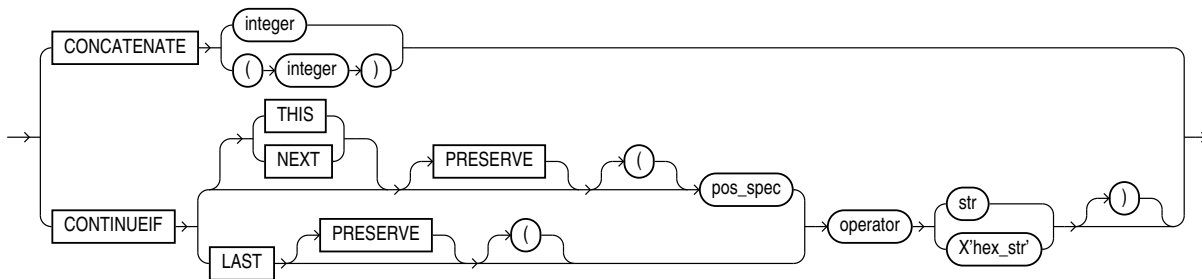 integer
CONCATENATE
( integer )
THIS
NEXT
PRESERVE (
pos_spec
CONTINUEIF
operator
str
)
X'hex_str'
LAST
PRESERVE (